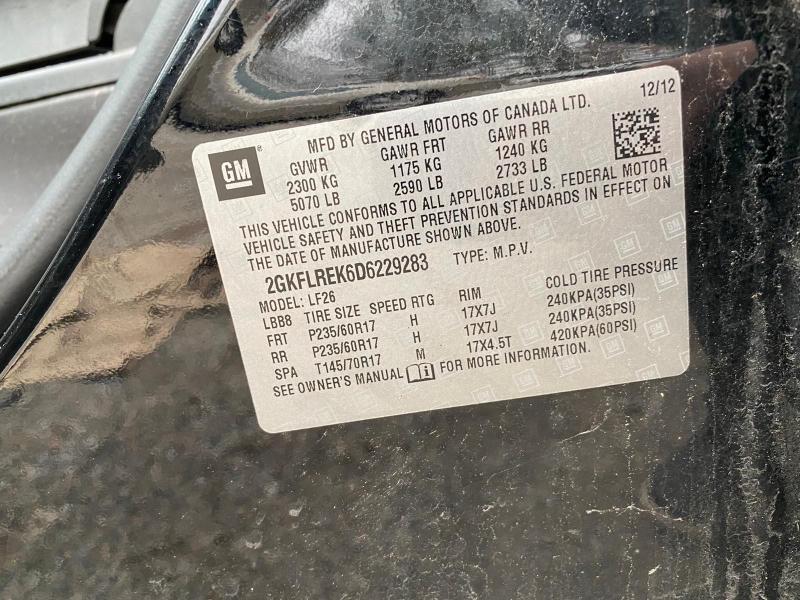 12/12
MFD BY GENERAL MOTORS OF CANADA LTD.
GM
GVWR GAWR FRT GAWR RR
2300 KG 1175 KG 1240 KG
5070 LB 2590 LB 2733 LB
THIS VEHICLE CONFORMS TO ALL APPLICABLE U.S. FEDERAL MOTOR
VEHICLE SAFETY AND THEFT PREVENTION STANDARDS IN EFFECT ON
THE DATE OF MANUFACTURE SHOWN ABOVE.
2GKFLREK6D6229283 TYPE: M.P.V.
MODEL: LF26
LBB8 TIRE SIZE SPEED RTG RIM COLD TIRE PRESSURE
FRT P235/60R17 H 17X7J 240KPA(35PSI)
RR P235/60R17 H 17X7J 240KPA(35PSI)
SPA T145/70R17 M 17X4.5T 420KPA(60PSI)
SEE OWNER'S MANUAL FOR MORE INFORMATION.